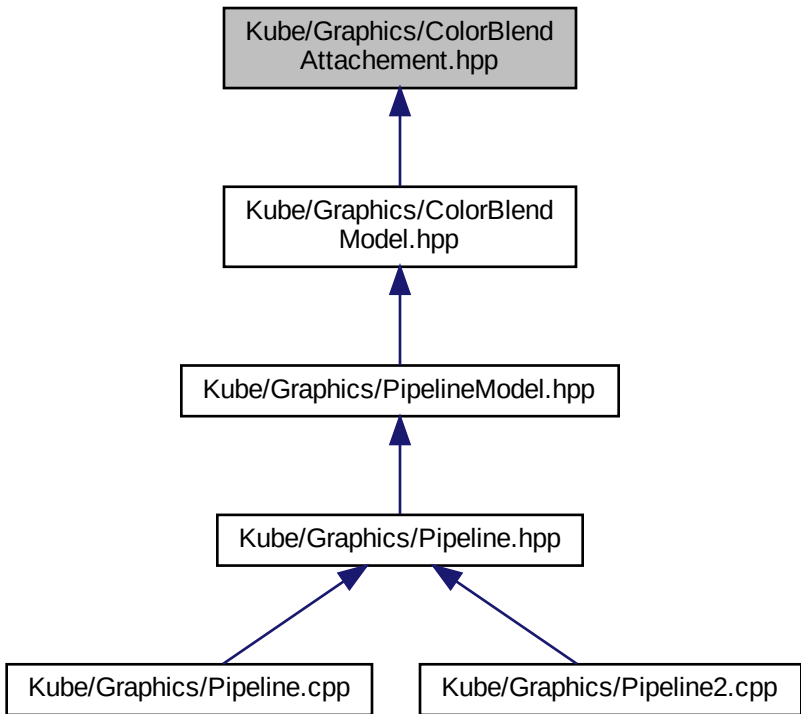 Kube/Graphics/ColorBlend
Attachement.hpp
Kube/Graphics/ColorBlend
Model.hpp
Kube/Graphics/PipelineModel.hpp
Kube/Graphics/Pipeline.hpp
Kube/Graphics/Pipeline.cpp
Kube/Graphics/Pipeline2.cpp